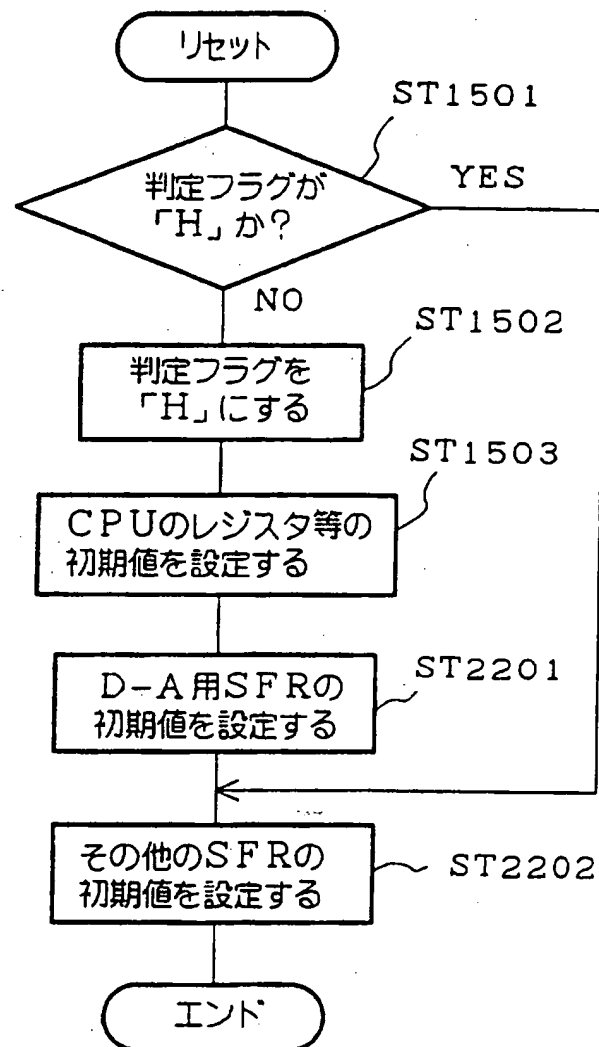 リセット
ST1501
判定フラグが
「H」か?
YES
NO
ST1502
判定フラグを
「H」にする
ST1503
CPUのレジスタ等の
初期値を設定する
ST2201
D-A用SFRの
初期値を設定する
その他のSFRの
初期値を設定する
ST2202
エンド